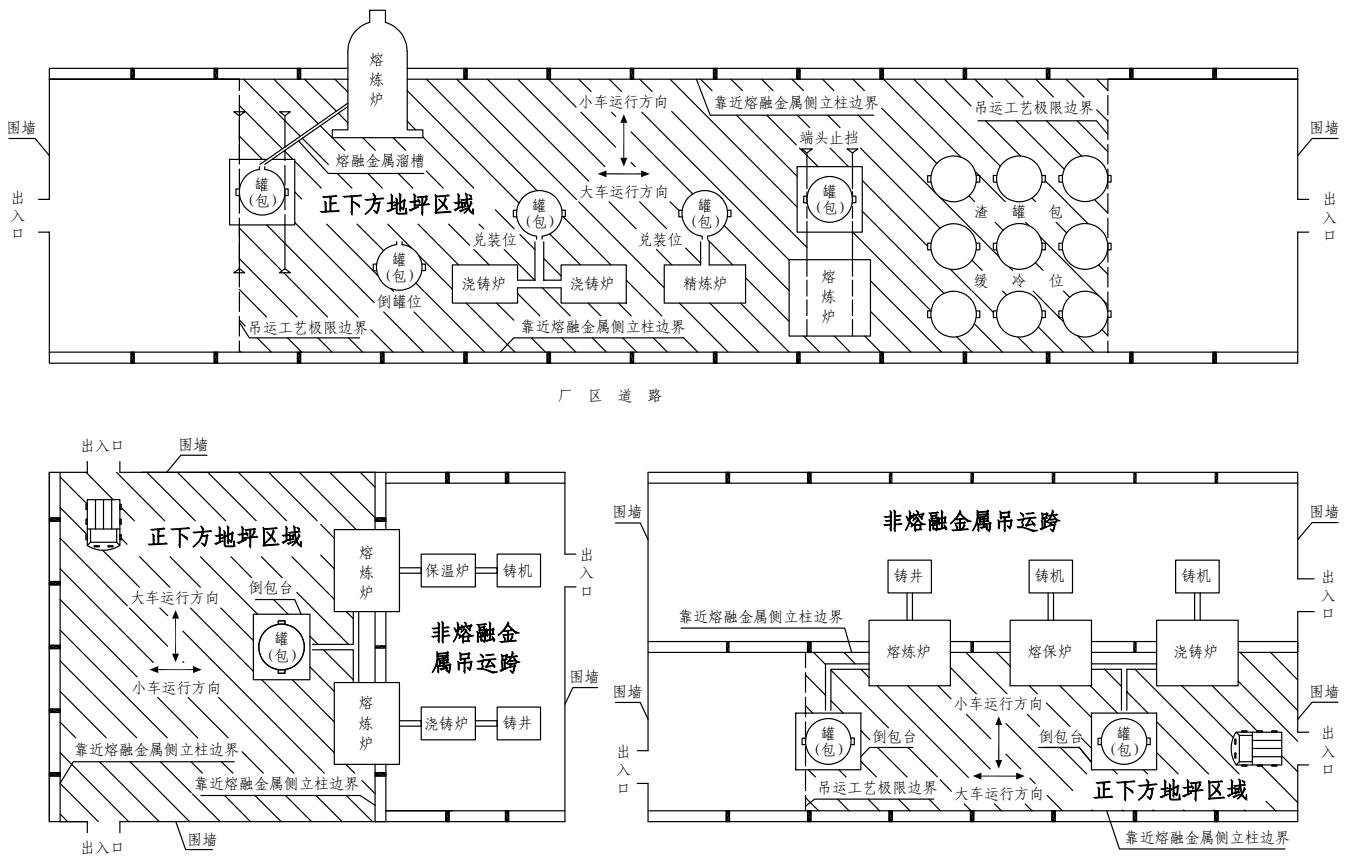 熔炼炉
小车运行方向
靠近熔融金属侧立柱边界
吊运工艺极限边界
围墙
围墙
端头止挡
熔融金属溜槽
大车运行方向
罐(包)
正下方地坪区域
罐(包)
罐(包)
罐(包)
出入口
出入口
渣罐包
兑装位
兑装位
罐(包)
倒罐位
浇铸炉
浇铸炉
精炼炉
熔炼炉
缓冷位
吊运工艺极限边界
靠近熔融金属侧立柱边界
厂区道路
出入口
围墙
正下方地坪区域
熔炼炉
保温炉
铸机
出入口
倒包台
大车运行方向
罐(包)
非熔融金
属吊运跨
小车运行方向
围墙
熔炼炉
浇铸炉
铸井
靠近熔融金属侧立柱边界
靠近熔融金属侧立柱边界
出入口
围墙
围墙
非熔融金属吊运跨
围墙
铸井
铸机
铸机
出入口
靠近熔融金属侧立柱边界
熔炼炉
熔保炉
浇铸炉
围墙
围墙
小车运行方向
罐(包)
倒包台
倒包台
罐(包)
出入口
出入口
吊运工艺极限边界
大车运行方向
正下方地坪区域
靠近熔融金属侧立柱边界